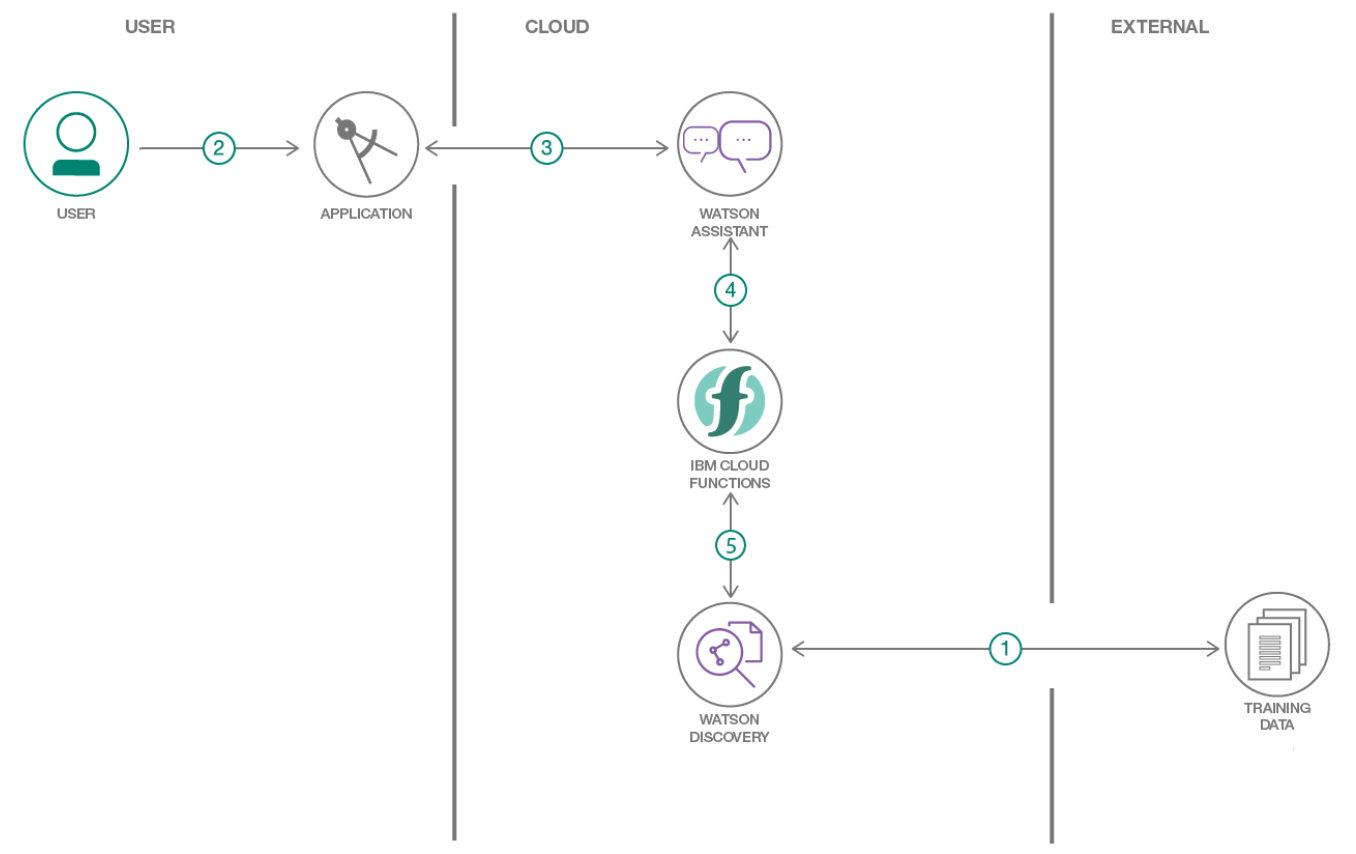 USER
CLOUD
EXTERNAL
2
3
USER
APPLICATION
WATSON
ASSISTANT
4
IBM CLOUD
FUNCTIONS
5
1
WATSON
DISCOVERY
TRAINING
DATA